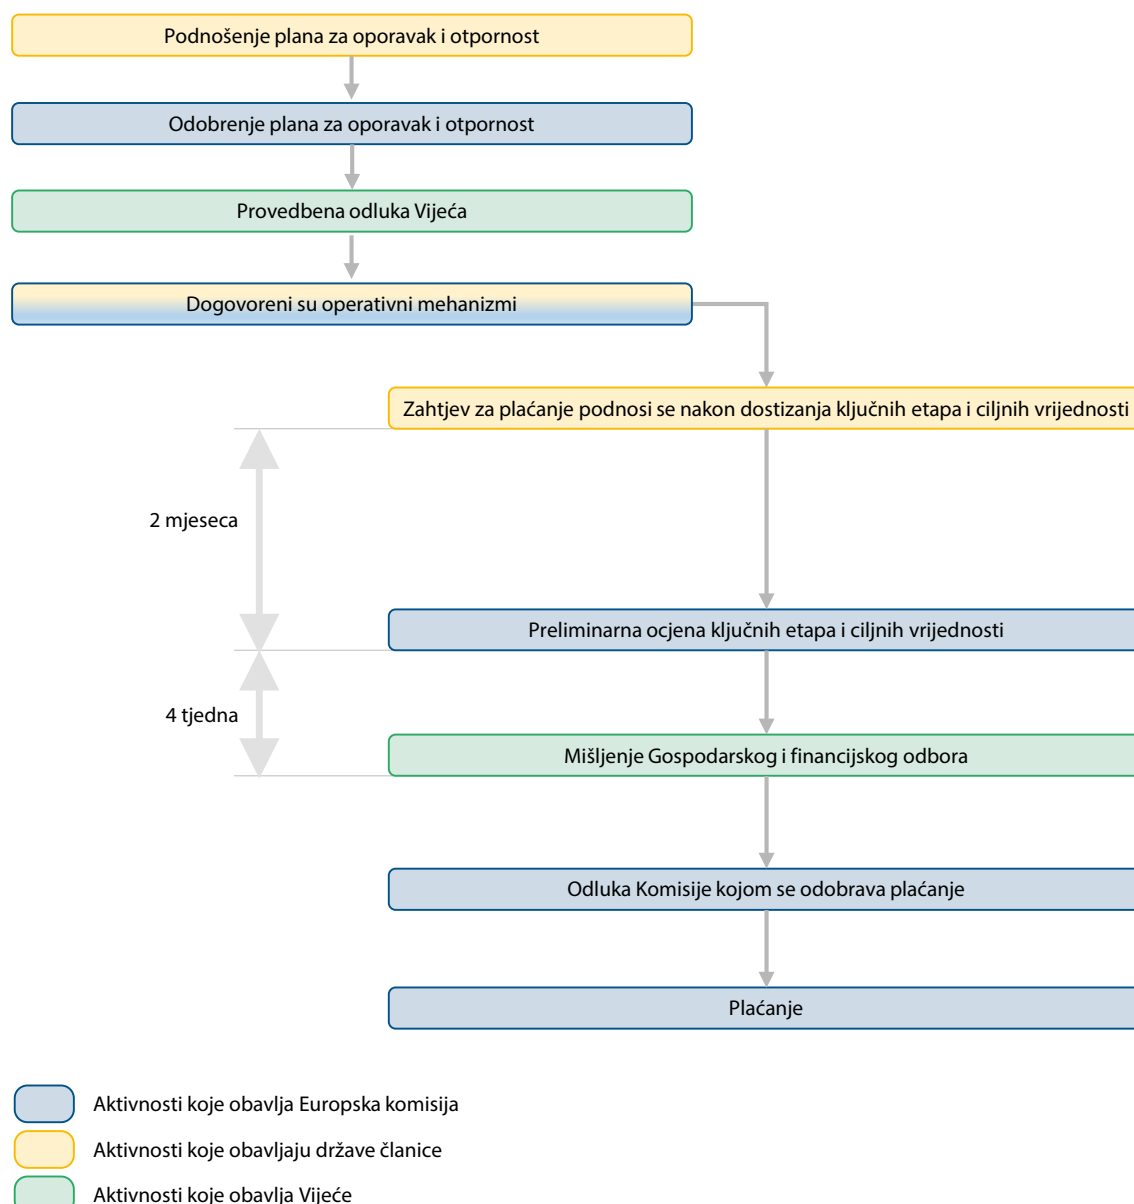 Podnošenje plana za oporavak i otpornost
Odobrenje plana za oporavak i otpornost
Provedbena odluka Vijeća
Dogovoreni su operativni mehanizmi
Zahtjev za plaćanje podnosi se nakon dostizanja ključnih etapa i ciljnih vrijednosti
2 mjeseca
Preliminarna ocjena ključnih etapa i ciljnih vrijednosti
4 tjedna
Mišljenje Gospodarskog i financijskog odbora
Odluka Komisije kojom se odobrava plaćanje
Plaćanje
Aktivnosti koje obavlja Europska komisija
Aktivnosti koje obavljaju države članice
Aktivnosti koje obavlja Vijeće